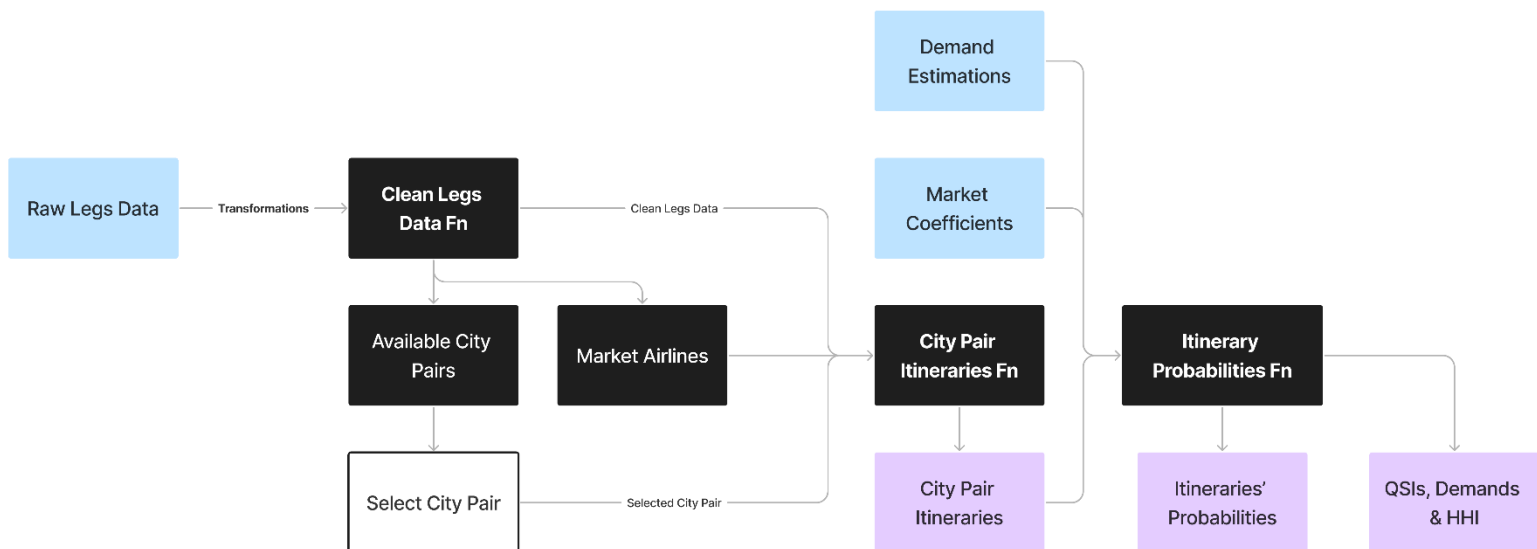 Demand
Estimations
Raw Legs Data
Transformations
Clean Legs
Data Fn
Clean Legs Data
Market
Coefficients
Available City
Pairs
Market Airlines
City Pair
Itineraries Fn
Itinerary
Probabilities Fn
Select City Pair
Selected City Pair
City Pair
Itineraries
Itineraries’
Probabilities
QSIs, Demands
& HHI